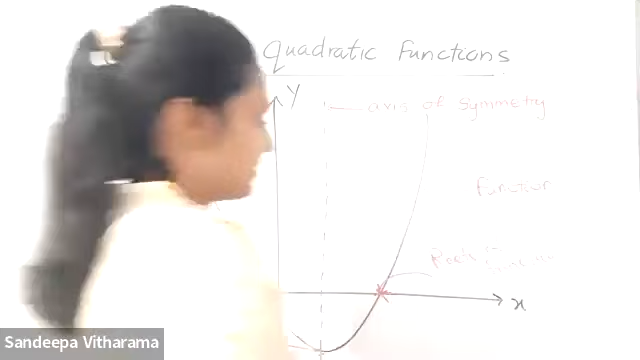 Quadratic Functions
Y
axis of symmetry
function
x
Sandeepa Vitharama